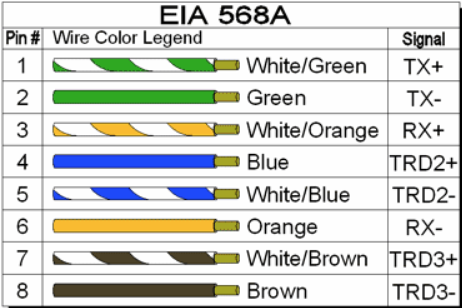 EIA 568A
Pin # Wire Color Legend Signal
1 White/Green TX+
2 Green TX-
3 White/Orange RX+
4 Blue TRD2+
5 White/Blue TRD2-
6 Orange RX-
7 White/Brown TRD3+
8 Brown TRD3-